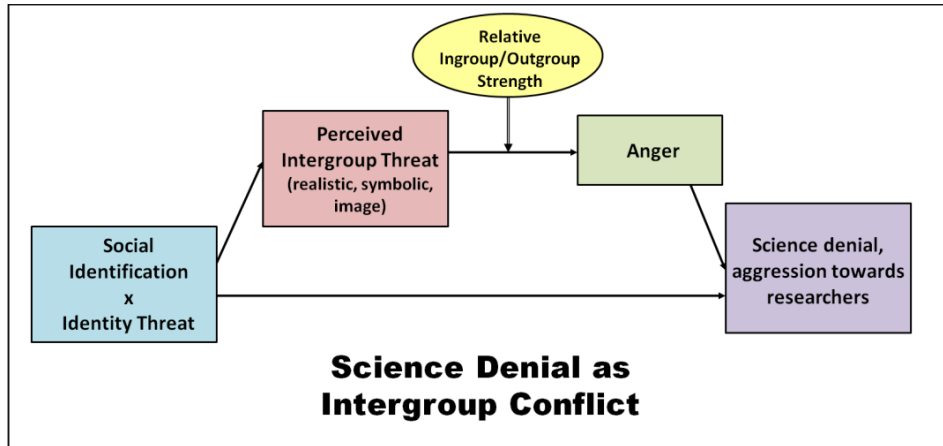 Relative
Ingroup/Outgroup
Strength
Perceived
Intergroup Threat
(realistic, symbolic,
image)
Anger
Social
Identification
x
Identity Threat
Science denial,
aggression towards
researchers
Science Denial as
Intergroup Conflict